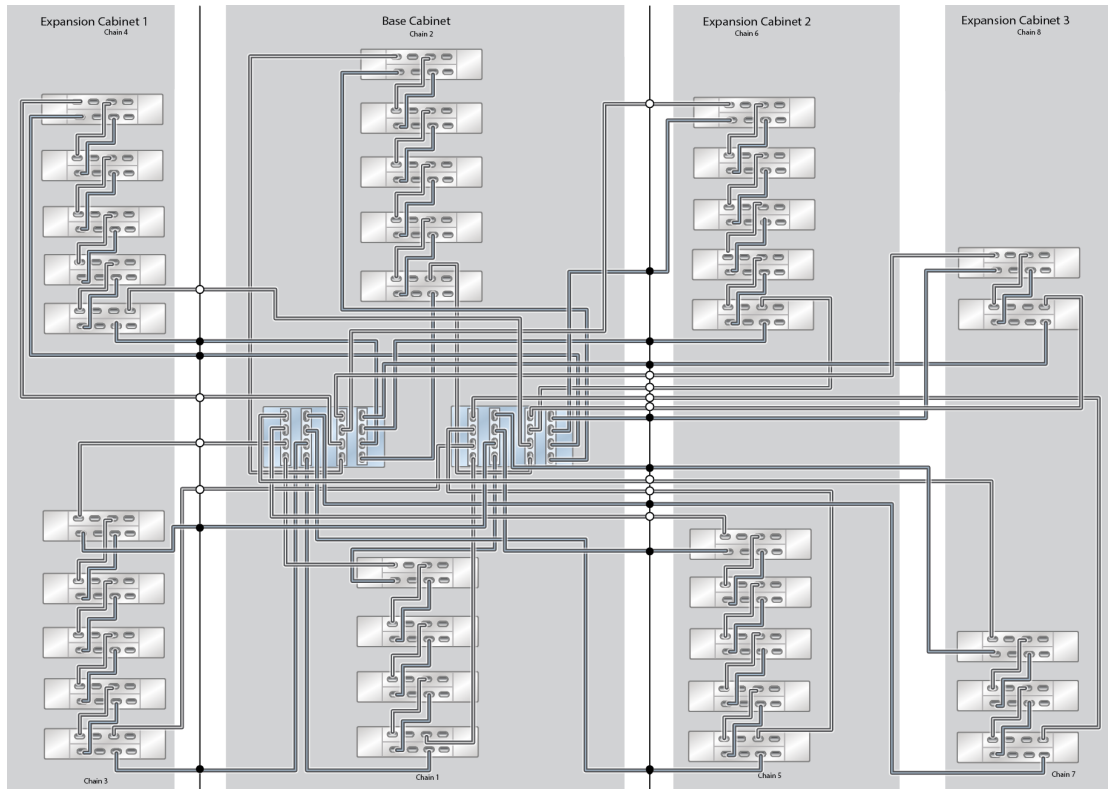 Expansion Cabinet 1
Chain 4
Base Cabinet
Chain 2
Expansion Cabinet 2
Chain 6
Expansion Cabinet 3
Chain 8
Chain 3
Chain 1
Chain 5
Chain 7